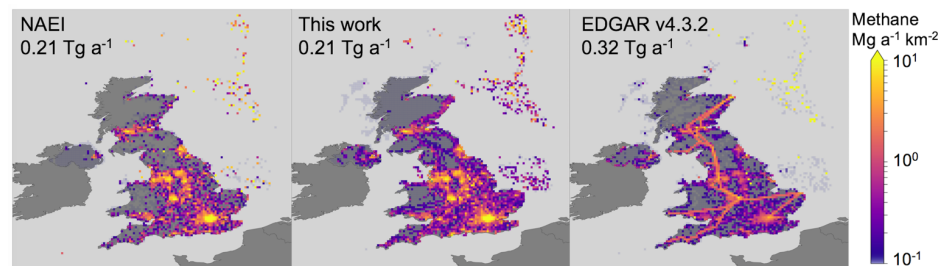 NAEI
0.21 Tg a⁻¹
This work
0.21 Tg a⁻¹
EDGAR v4.3.2
0.32 Tg a⁻¹
Methane
Mg a⁻¹ km⁻²
10¹
10⁰
10⁻¹